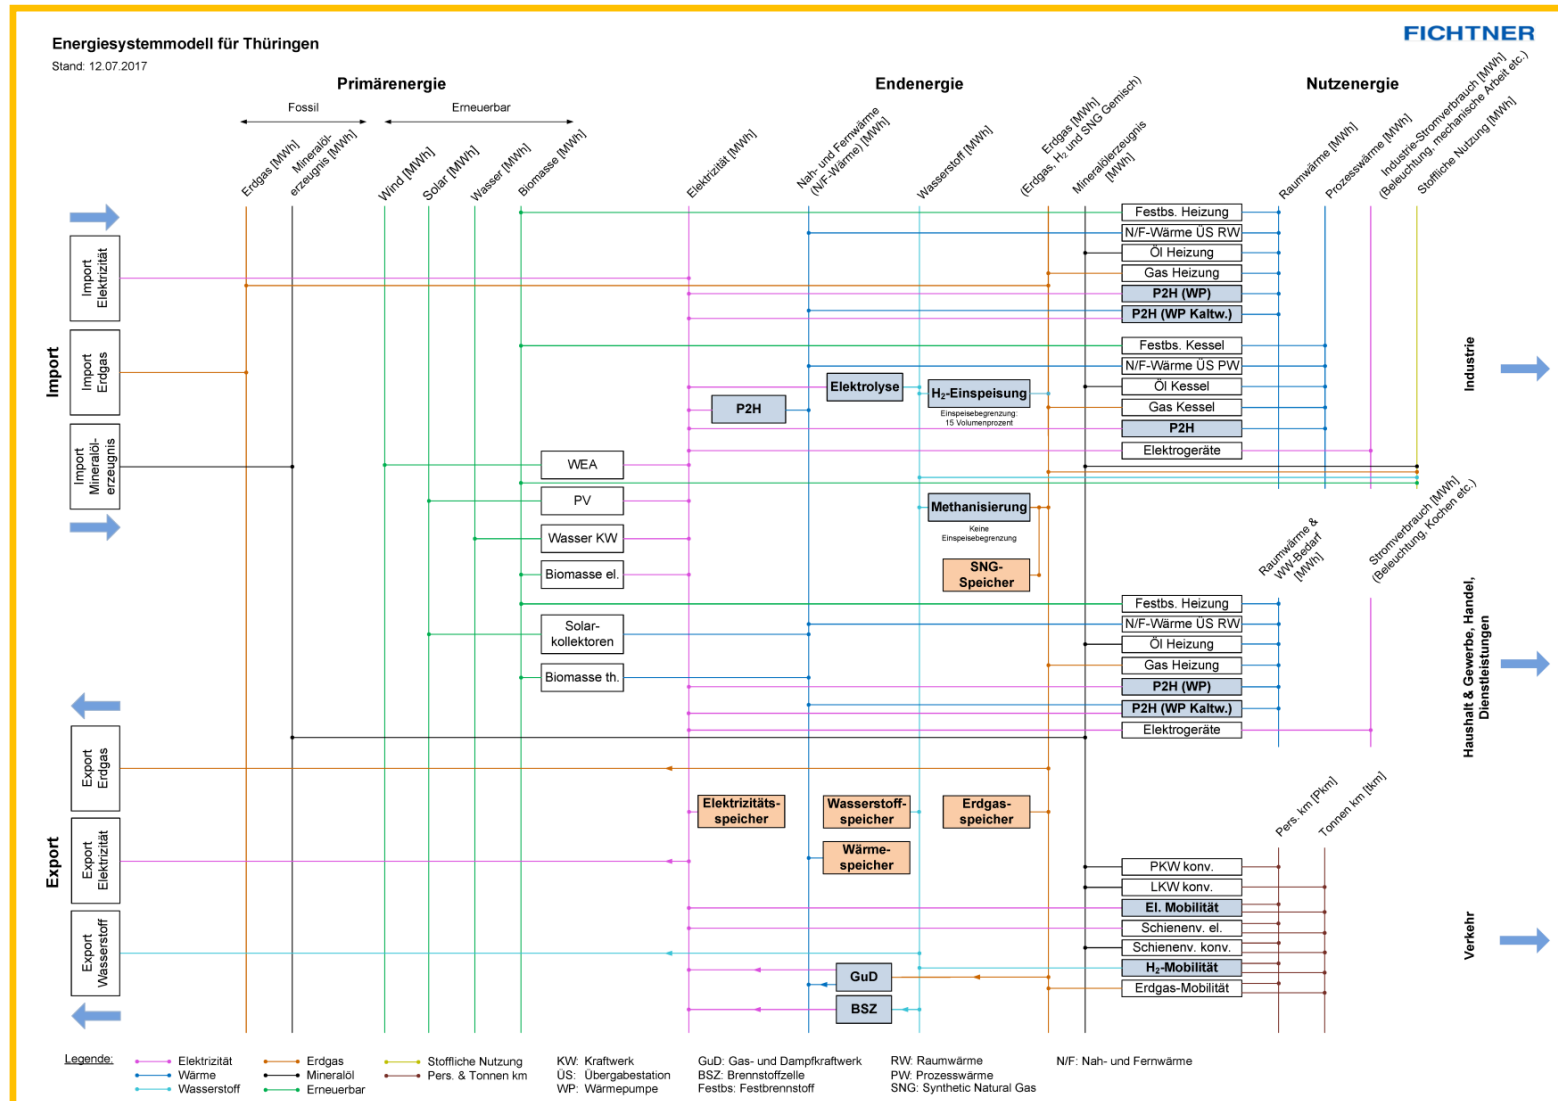 FICHTNER
Energiesystemmodell für Thüringen
Stand: 12.07.2017
Primärenergie
Endenergie
Nutzenergie
Fossil
Erneuerbar
Erdgas [MWh]
Mineralöl-
erzeugnis [MWh]
Wind [MWh]
Solar [MWh]
Wasser [MWh]
Biomasse [MWh]
Elektrizität [MWh]
Nah- und Fernwärme
(N/F-Wärme) [MWh]
Wasserstoff [MWh]
Erdgas [MWh]
(Erdgas, H₂ und SNG Gemisch)
Mineralölerzeugnis
[MWh]
Raumwärme [MWh]
Prozesswärme [MWh]
Industrie-Stromverbrauch [MWh]
(Beleuchtung, mechanische Arbeit etc.)
Stoffliche Nutzung [MWh]
Import
Import
Elektrizität
Import
Erdgas
Import
Mineralöl-
erzeugnis
Festbs. Heizung
N/F-Wärme ÜS RW
Öl Heizung
Gas Heizung
P2H (WP)
P2H (WP Kaltw.)
Festbs. Kessel
N/F-Wärme ÜS PW
Öl Kessel
Gas Kessel
P2H
Elektrogeräte
Industrie
Elektrolyse
H₂-Einspeisung
Einspeisebegrenzung:
15 Volumenprozent
P2H
WEA
PV
Wasser KW
Biomasse el.
Solar-
kollektoren
Biomasse th.
Methanisierung
Keine
Einspeisebegrenzung
SNG-
Speicher
Raumwärme &
WW-Bedarf
[MWh]
Stromverbrauch [MWh]
(Beleuchtung, Kochen etc.)
Festbs. Heizung
N/F-Wärme ÜS RW
Öl Heizung
Gas Heizung
P2H (WP)
P2H (WP Kaltw.)
Elektrogeräte
Haushalt & Gewerbe, Handel,
Dienstleistungen
Export
Export
Erdgas
Export
Elektrizität
Export
Wasserstoff
Elektrizitäts-
speicher
Wasserstoff-
speicher
Erdgas-
speicher
Wärme-
speicher
GuD
BSZ
Pers. km [Pkm]
Tonnen km [tkm]
PKW konv.
LKW konv.
El. Mobilität
Schienenv. el.
Schienenv. konv.
H₂-Mobilität
Erdgas-Mobilität
Verkehr
Legende:
Elektrizität
Wärme
Wasserstoff
Erdgas
Mineralöl
Erneuerbar
Stoffliche Nutzung
Pers. & Tonnen km
KW: Kraftwerk
ÜS: Übergabestation
WP: Wärmepumpe
GuD: Gas- und Dampfkraftwerk
BSZ: Brennstoffzelle
Festbs: Festbrennstoff
RW: Raumwärme
PW: Prozesswärme
SNG: Synthetic Natural Gas
N/F: Nah- und Fernwärme